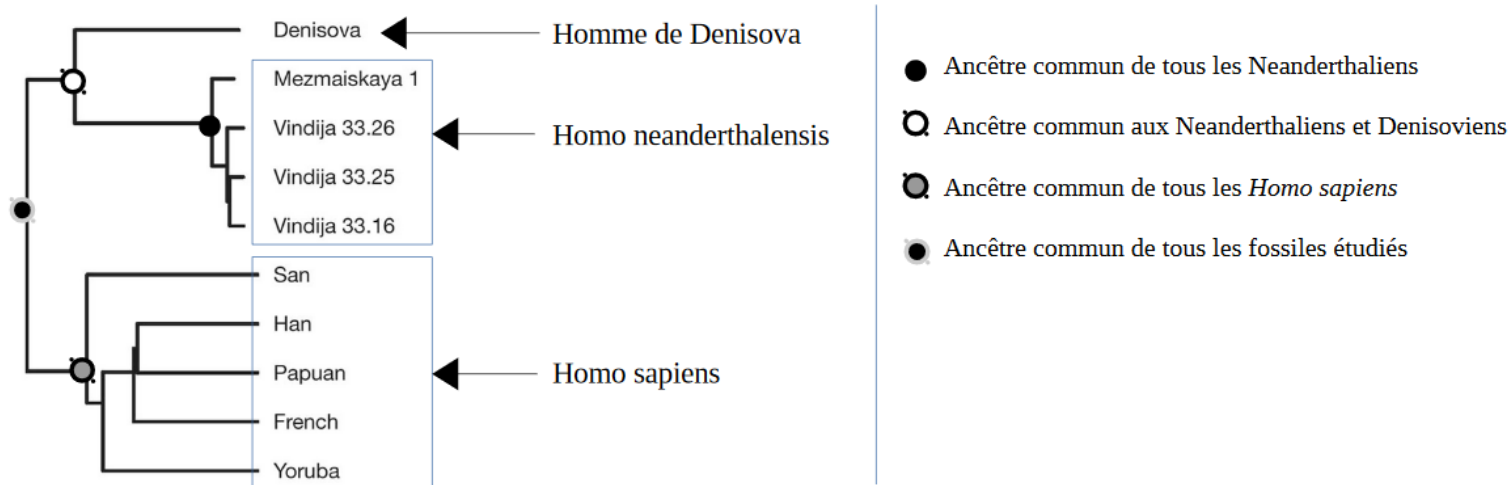 Denisova
Homme de Denisova
Mezmaiskaya 1
Vindija 33.26
Homo neanderthalensis
Vindija 33.25
Vindija 33.16
San
Han
Papuan
Homo sapiens
French
Yoruba
Ancêtre commun de tous les Neanderthaliens
Ancêtre commun aux Neanderthaliens et Denisoviens
Ancêtre commun de tous les Homo sapiens
Ancêtre commun de tous les fossiles étudiés